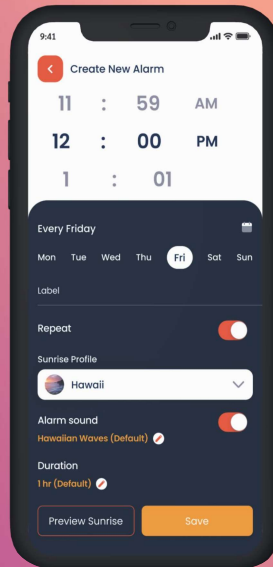 9:41
Create New Alarm
11 : 59 AM
12 : 00 PM
1 : 01
Every Friday
Mon Tue Wed Thu Fri Sat Sun
Label
Repeat
Sunrise Profile
Hawaii
Alarm sound
Hawaiian Waves (Default)
Duration
1 hr (Default)
Preview Sunrise Save